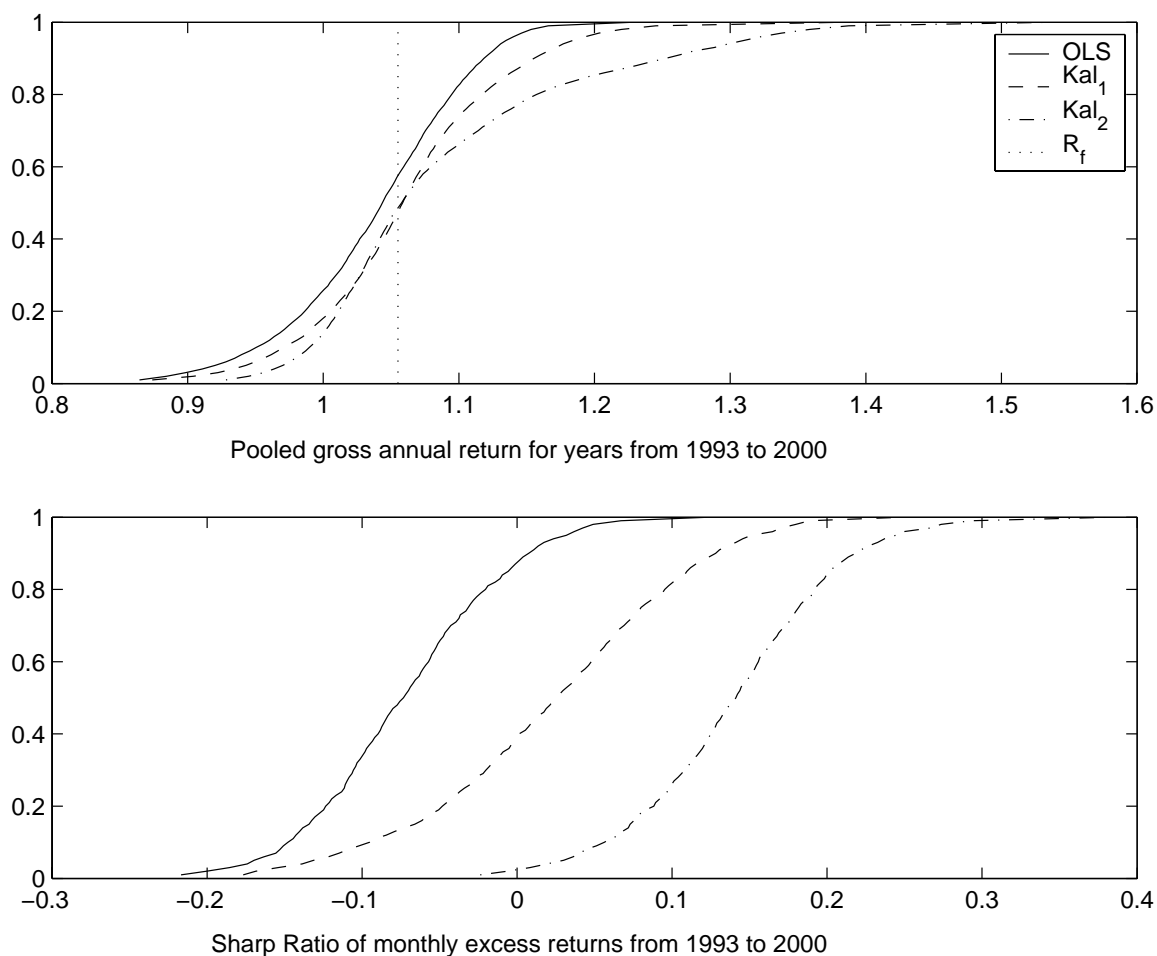 1
0.8
0.6
0.4
0.2
0
0.8 0.9 1 1.1 1.2 1.3 1.4 1.5 1.6
OLS
Kal1
Kal2
Rf
Pooled gross annual return for years from 1993 to 2000
1
0.8
0.6
0.4
0.2
0
−0.3 −0.2 −0.1 0 0.1 0.2 0.3 0.4
Sharp Ratio of monthly excess returns from 1993 to 2000